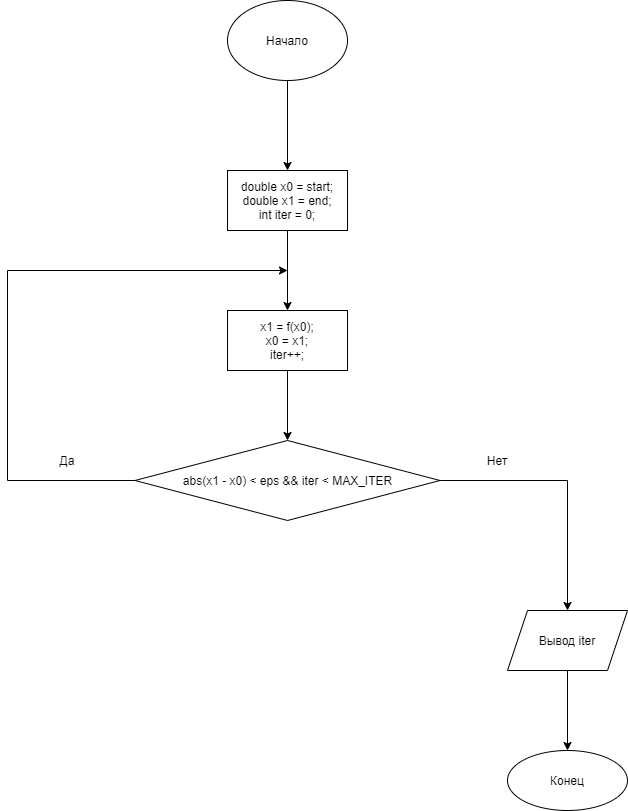 Начало
double x0 = start;
double x1 = end;
int iter = 0;
x1 = f(x0);
x0 = x1;
iter++;
Да
Нет
abs(x1 - x0) < eps && iter < MAX_ITER
Вывод iter
Конец